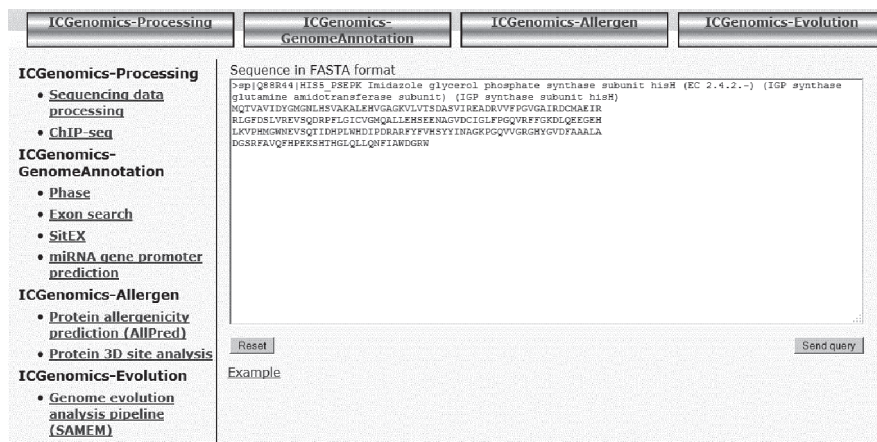 ICGenomics-Processing
ICGenomics-
GenomeAnnotation
ICGenomics-Allergen
ICGenomics-Evolution
ICGenomics-Processing
• Sequencing data
processing
• ChIP-seq
ICGenomics-
GenomeAnnotation
• Phase
• Exon search
• SitEX
• miRNA gene promoter
prediction
ICGenomics-Allergen
• Protein allergenicity
prediction (AllPred)
• Protein 3D site analysis
ICGenomics-Evolution
• Genome evolution
analysis pipeline
(SAMEM)
Sequence in FASTA format
>sp|Q88R44|HIS5_PSEPK Imidazole glycerol phosphate synthase subunit hisH (EC 2.4.2.-) (IGP synthase
glutamine amidotransferase subunit) (IGP synthase subunit hisH)
MQTVAVIDYGMGNLHSVAKALEHVGAGKVLVTSDASVIREADRVVFPGVGAIRDCMAEIR
RLGFDSLVREVSQDRPFLGICVGMQALLEHSEENAGVDCIGLFPGQVRFFGKDLQEEGEH
LKVPHMGWNEVSQTIDHPLWHDIPDRARFYFVHSYYINAGKPGQVVGRGHYGVDFAAALA
DGSRFAVQFHPEKSHTHGLQLLQNFIAWDGRW
Reset
Send query
Example